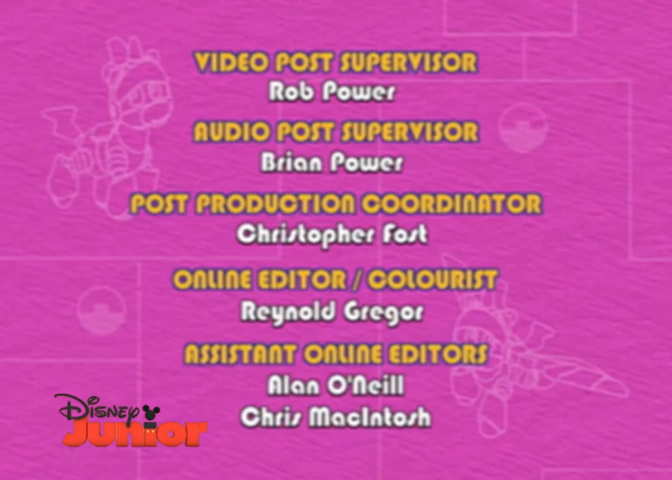 VIDEO POST SUPERVISOR
Rob Power
AUDIO POST SUPERVISOR
Brian Power
POST PRODUCTION COORDINATOR
Christopher Fost
ONLINE EDITOR / COLOURIST
Reynold Gregor
ASSISTANT ONLINE EDITORS
Alan O'Neill
Chris MacIntosh
Disney
Junior